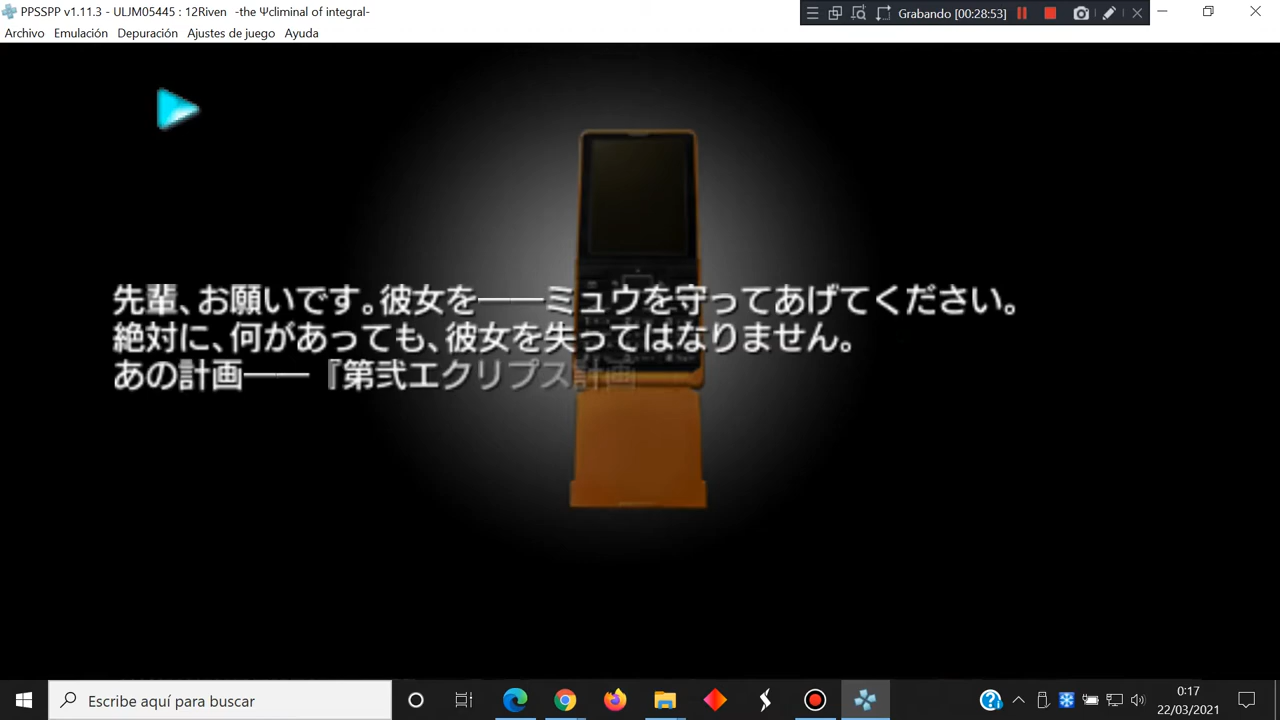 PPSSPP v1.11.3 - ULJM05445 : 12Riven   -the Ψcliminal of integral-
Grabando [00:28:53]
Archivo Emulación Depuración Ajustes de juego Ayuda
先輩、お願いです。彼女を――ミュウを守ってあげてください。
絶対に、何があっても、彼女を失ってはなりません。
あの計画――『第弐エクリプス計画
Escribe aquí para buscar
0:17
22/03/2021